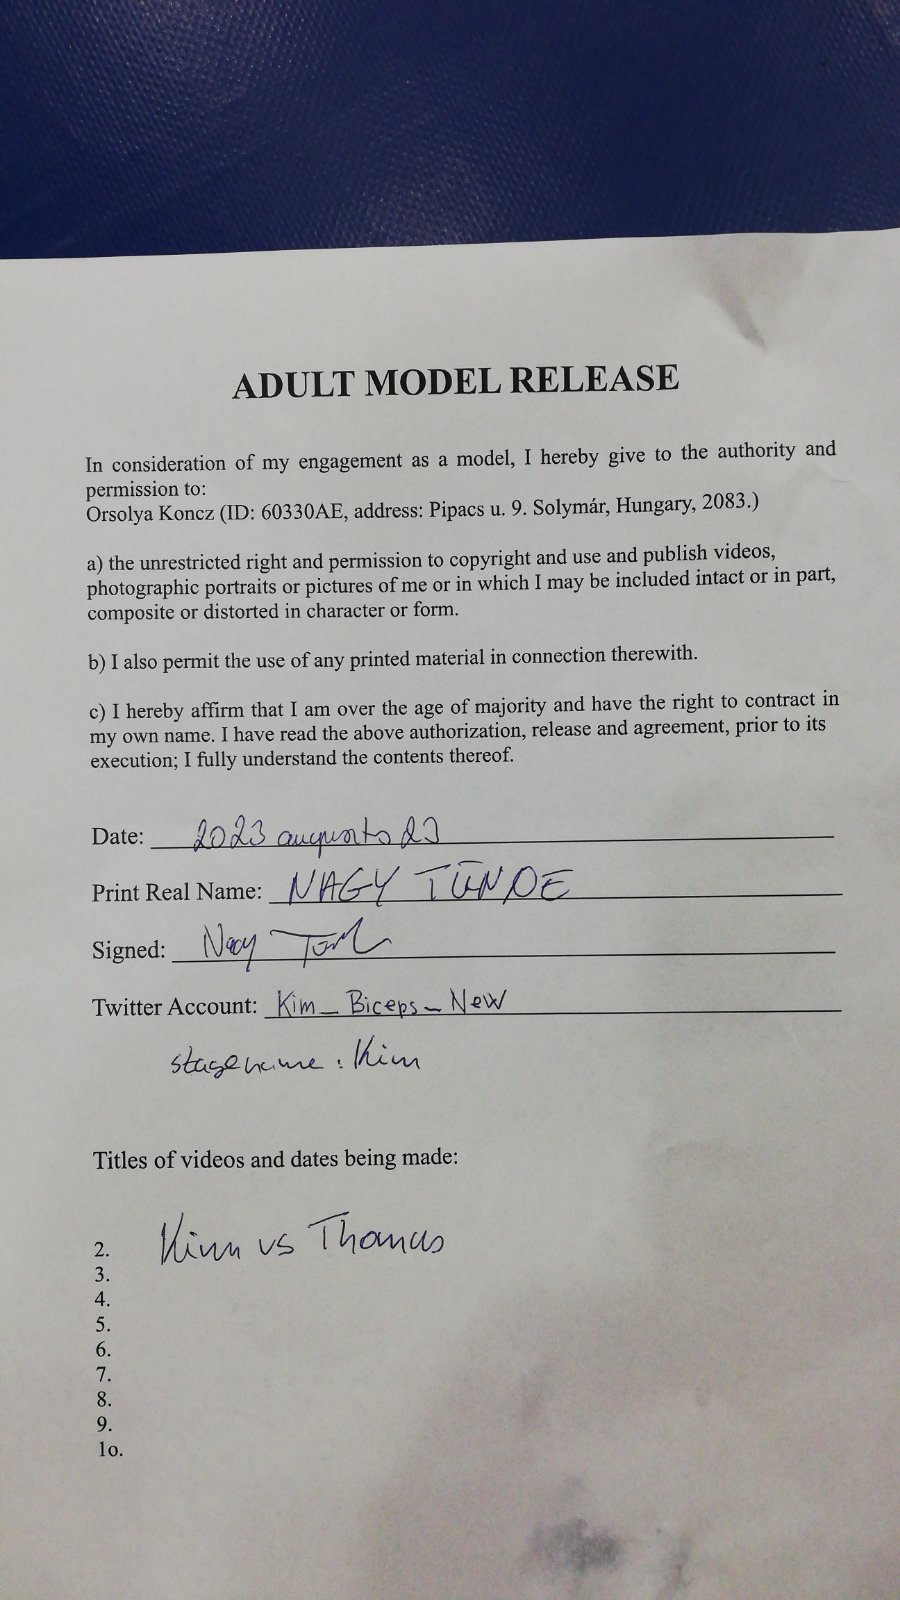 ADULT MODEL RELEASE
In consideration of my engagement as a model, I hereby give to the authority and
permission to:
Orsolya Koncz (ID: 60330AE, address: Pipacs u. 9. Solymár, Hungary, 2083.)
a) the unrestricted right and permission to copyright and use and publish videos,
photographic portraits or pictures of me or in which I may be included intact or in part,
composite or distorted in character or form.
b) I also permit the use of any printed material in connection therewith.
c) I hereby affirm that I am over the age of majority and have the right to contract in
my own name. I have read the above authorization, release and agreement, prior to its
execution; I fully understand the contents thereof.
Date: 2023 23
Print Real Name: NAGY TÜNDE
Signed: Nagy
Twitter Account: Kim_Biceps_New
stagename: Kim
Titles of videos and dates being made:
2. Kim vs Thomas
3.
4.
5.
6.
7.
8.
9.
1o.